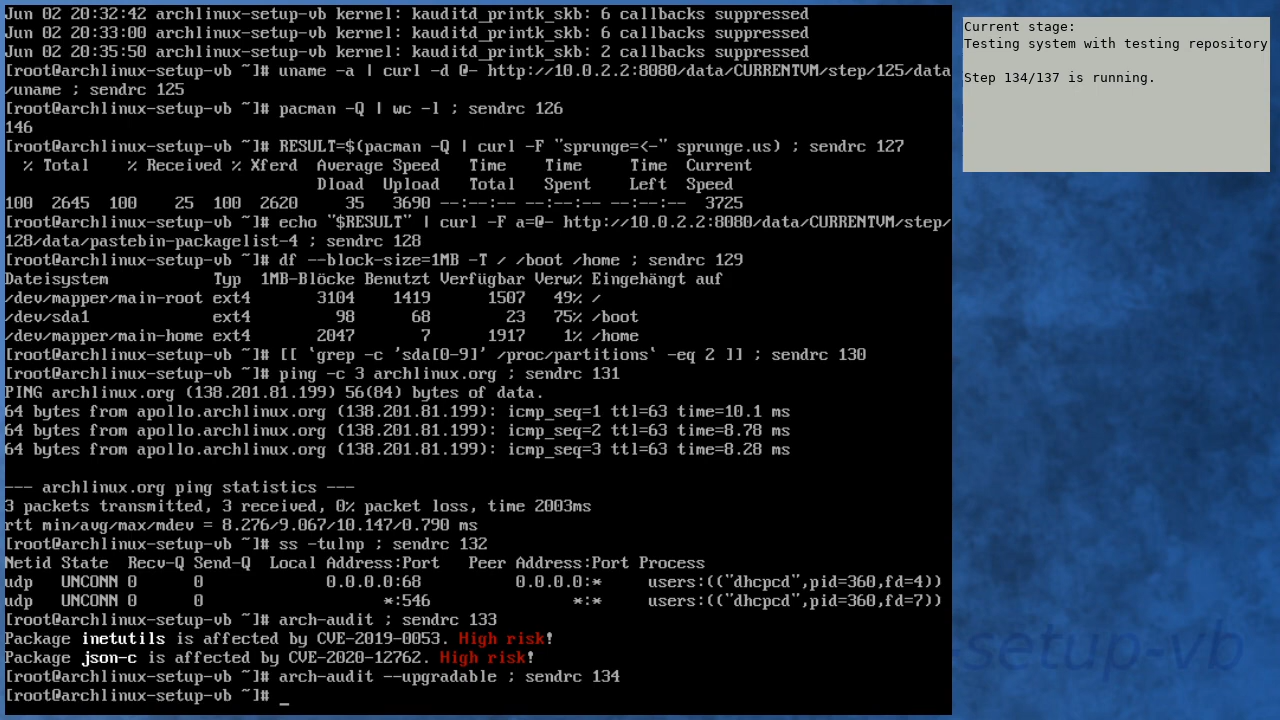 Jun 02 20:32:42 archlinux-setup-vb kernel: kauditd_printk_skb: 6 callbacks suppressed
Jun 02 20:33:00 archlinux-setup-vb kernel: kauditd_printk_skb: 6 callbacks suppressed
Jun 02 20:35:50 archlinux-setup-vb kernel: kauditd_printk_skb: 2 callbacks suppressed
[root@archlinux-setup-vb ~]# uname -a | curl -d @- http://10.0.2.2:8080/data/CURRENTVM/step/125/data
/uname ; sendrc 125
[root@archlinux-setup-vb ~]# pacman -Q | wc -l ; sendrc 126
146
[root@archlinux-setup-vb ~]# RESULT=$(pacman -Q | curl -F "sprunge=<-" sprunge.us) ; sendrc 127
  % Total    % Received % Xferd  Average Speed   Time    Time     Time  Current
                                 Dload  Upload   Total   Spent    Left  Speed
100  2645  100    25  100  2620     35   3690 --:--:-- --:--:-- --:--:--  3725
[root@archlinux-setup-vb ~]# echo "$RESULT" | curl -F a=@- http://10.0.2.2:8080/data/CURRENTVM/step/
128/data/pastebin-packagelist-4 ; sendrc 128
[root@archlinux-setup-vb ~]# df --block-size=1MB -T / /boot /home ; sendrc 129
Dateisystem           Typ  1MB-Blöcke Benutzt Verfügbar Verw% Eingehängt auf
/dev/mapper/main-root ext4       3104    1419      1507   49% /
/dev/sda1             ext4         98      68        23   75% /boot
/dev/mapper/main-home ext4       2047       7      1917    1% /home
[root@archlinux-setup-vb ~]# [[ `grep -c 'sda[0-9]' /proc/partitions` -eq 2 ]] ; sendrc 130
[root@archlinux-setup-vb ~]# ping -c 3 archlinux.org ; sendrc 131
PING archlinux.org (138.201.81.199) 56(84) bytes of data.
64 bytes from apollo.archlinux.org (138.201.81.199): icmp_seq=1 ttl=63 time=10.1 ms
64 bytes from apollo.archlinux.org (138.201.81.199): icmp_seq=2 ttl=63 time=8.78 ms
64 bytes from apollo.archlinux.org (138.201.81.199): icmp_seq=3 ttl=63 time=8.28 ms

--- archlinux.org ping statistics ---
3 packets transmitted, 3 received, 0% packet loss, time 2003ms
rtt min/avg/max/mdev = 8.276/9.067/10.147/0.790 ms
[root@archlinux-setup-vb ~]# ss -tulnp ; sendrc 132
Netid State  Recv-Q Send-Q  Local Address:Port   Peer Address:Port Process
udp   UNCONN 0      0             0.0.0.0:68          0.0.0.0:*     users:(("dhcpcd",pid=360,fd=4))
udp   UNCONN 0      0                   *:546               *:*     users:(("dhcpcd",pid=360,fd=7))
[root@archlinux-setup-vb ~]# arch-audit ; sendrc 133
Package inetutils is affected by CVE-2019-0053. High risk!
Package json-c is affected by CVE-2020-12762. High risk!
[root@archlinux-setup-vb ~]# arch-audit --upgradable ; sendrc 134
[root@archlinux-setup-vb ~]# _
Current stage:
Testing system with testing repository

Step 134/137 is running.
setup-vb